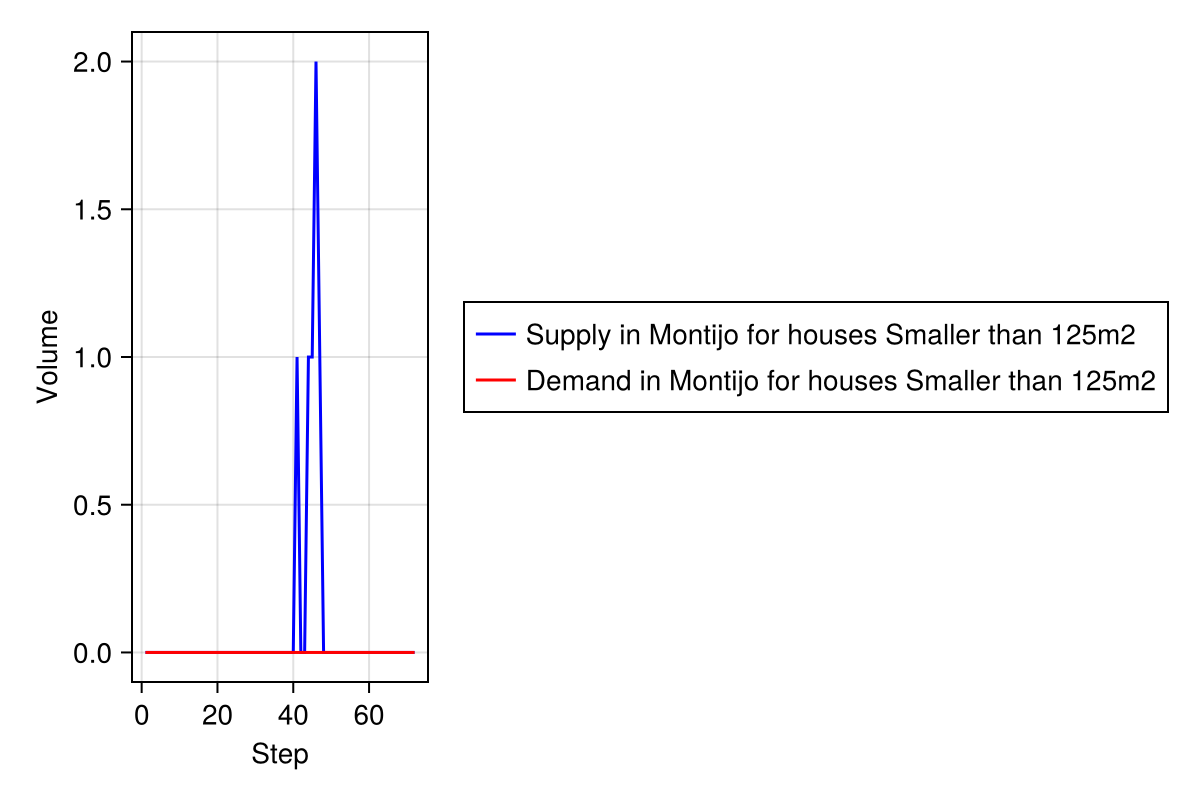 2.0
1.5
1.0
0.5
0.0
Volume
0 20 40 60
Step
Supply in Montijo for houses Smaller than 125m2
Demand in Montijo for houses Smaller than 125m2